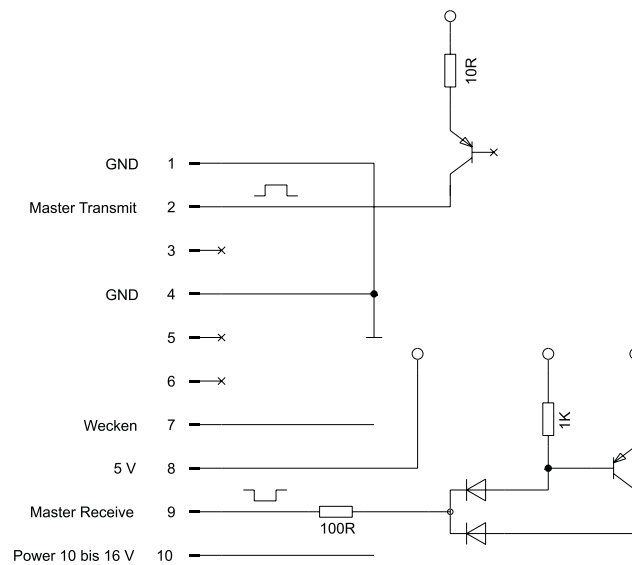 10R
GND 1
Master Transmit 2
3
GND 4
5
6
Wecken 7
1K
5 V 8
Master Receive 9
100R
Power 10 bis 16 V 10